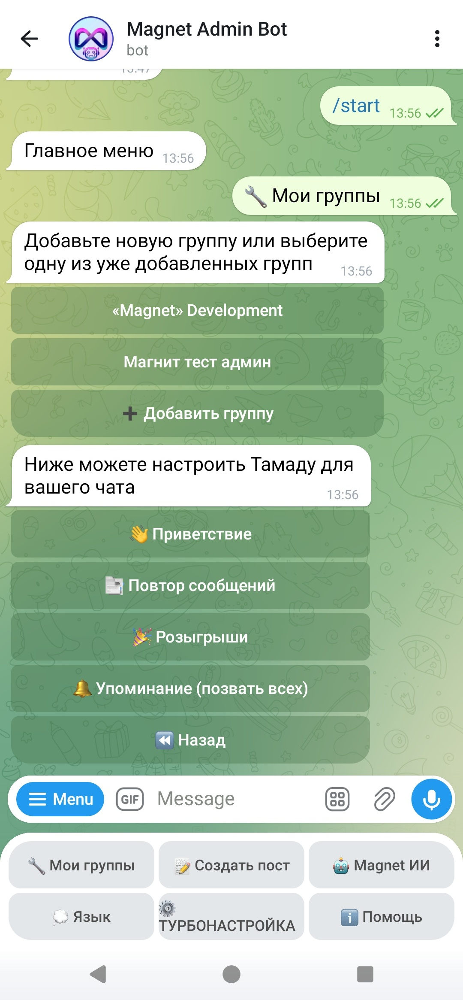 Magnet Admin Bot
bot
13:47
/start 13:56
Главное меню 13:56
🔧 Мои группы 13:56
Добавьте новую группу или выберите
одну из уже добавленных групп 13:56
«Magnet» Development
Магнит тест админ
➕ Добавить группу
Ниже можете настроить Тамаду для
вашего чата 13:56
👋 Приветствие
📄 Повтор сообщений
🎉 Розыгрыши
🔔 Упоминание (позвать всех)
⏪ Назад
Menu GIF Message
🔧 Мои группы 📝 Создать пост 🤖 Magnet ИИ
💭 Язык ⚙️ ТУРБОНАСТРОЙКА ℹ️ Помощь